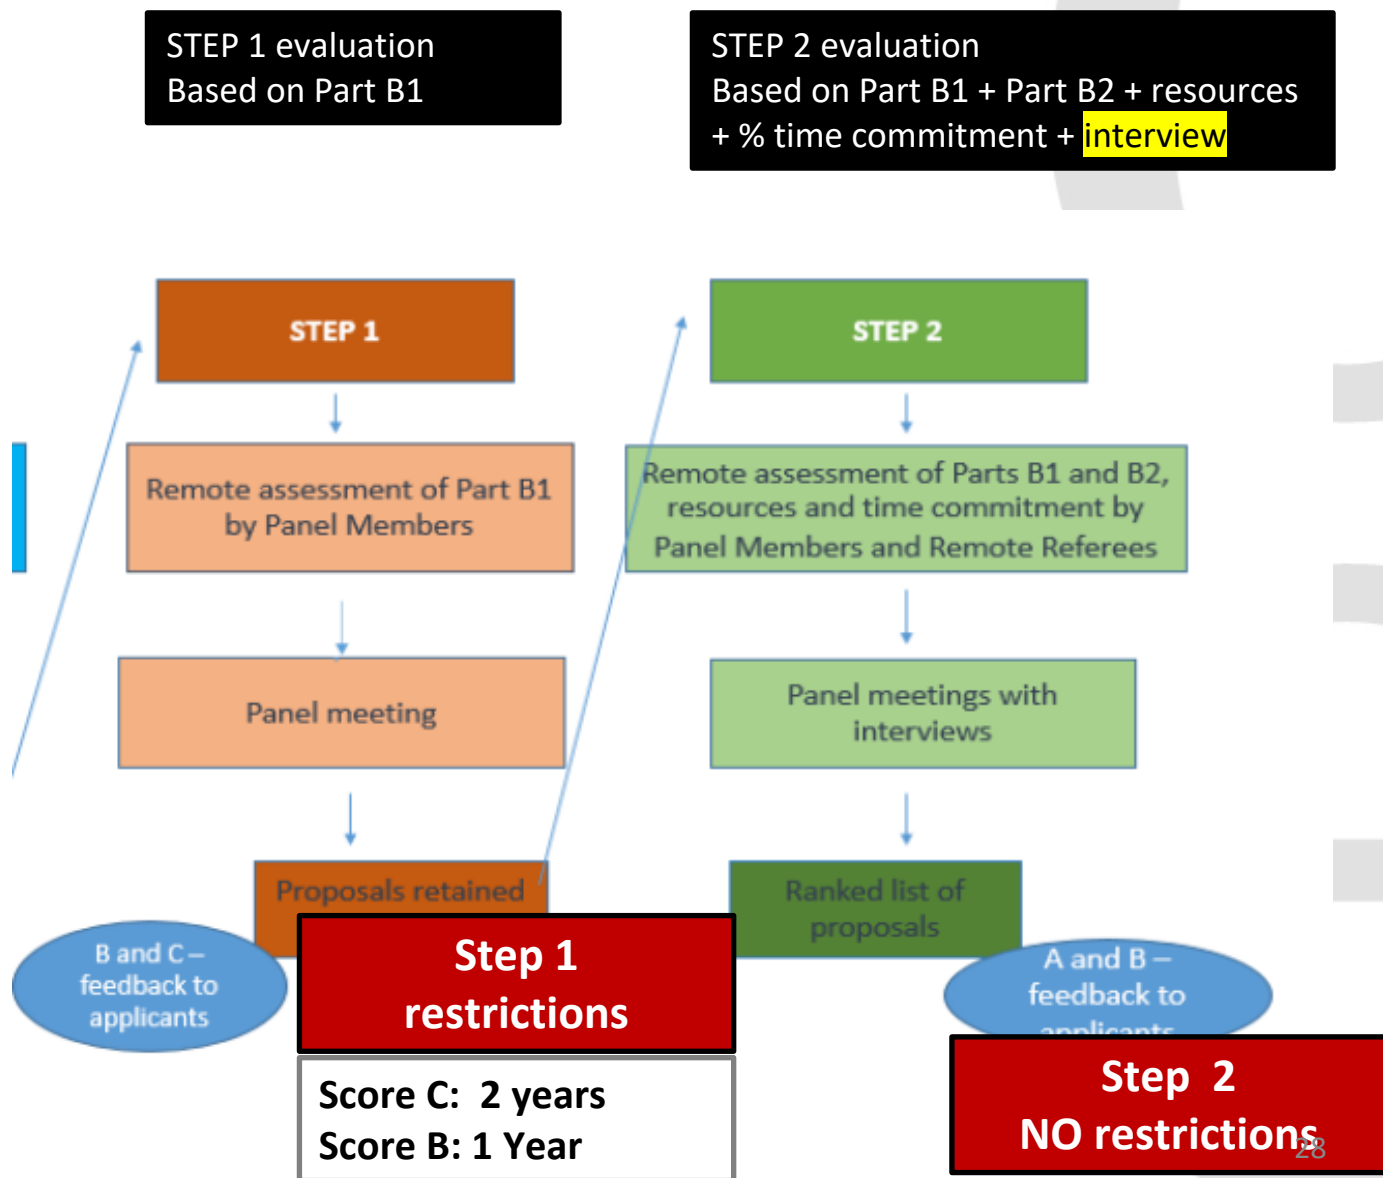 STEP 1 evaluation
Based on Part B1
STEP 2 evaluation
Based on Part B1 + Part B2 + resources
+ % time commitment + interview
STEP 1
Remote assessment of Part B1
by Panel Members
Panel meeting
Proposals retained
B and C –
feedback to
applicants
Step 1
restrictions
Score C:  2 years
Score B: 1 Year
STEP 2
Remote assessment of Parts B1 and B2,
resources and time commitment by
Panel Members and Remote Referees
Panel meetings with
interviews
Ranked list of
proposals
A and B –
feedback to
applicants
Step  2
NO restrictions
28